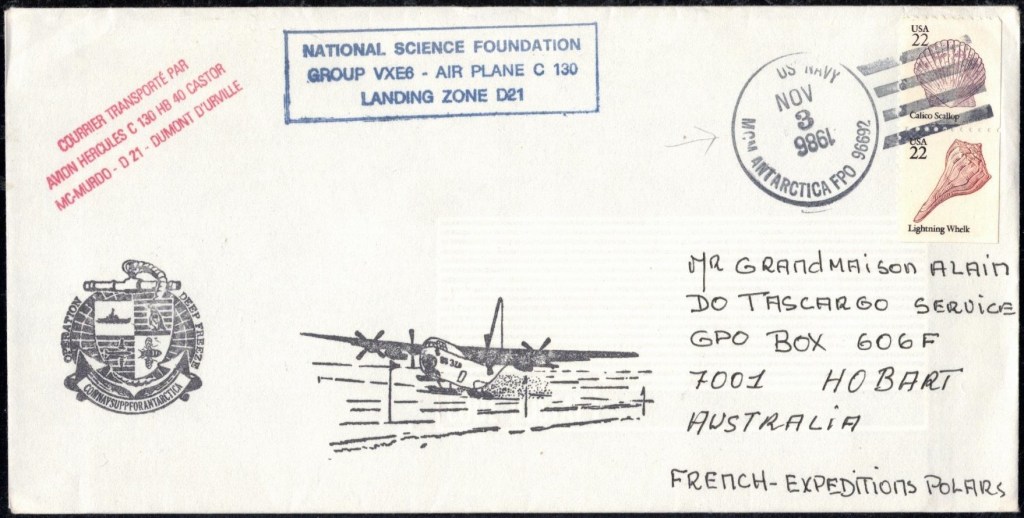 COURRIER TRANSPORTÉ PAR
AVION HERCULES C 130 HB 40 CASTOR
MC-MURDO - D 21 - DUMONT D'URVILLE
NATIONAL SCIENCE FOUNDATION
GROUP VXE6 - AIR PLANE C 130
LANDING ZONE D21
US NAVY
NOV
3
1986
MCM ANTARCTICA FPO 96692
USA
22
Calico Scallop
USA
22
Lightning Whelk
OPERATION DEEP FREEZE
COMNAVSUPPFORANTARCTICA
MR GRANDMAISON ALAIN
DO TASCARGO SERVICE
GPO BOX 606F
7001 HOBART
AUSTRALIA
FRENCH-EXPEDITIONS POLARS